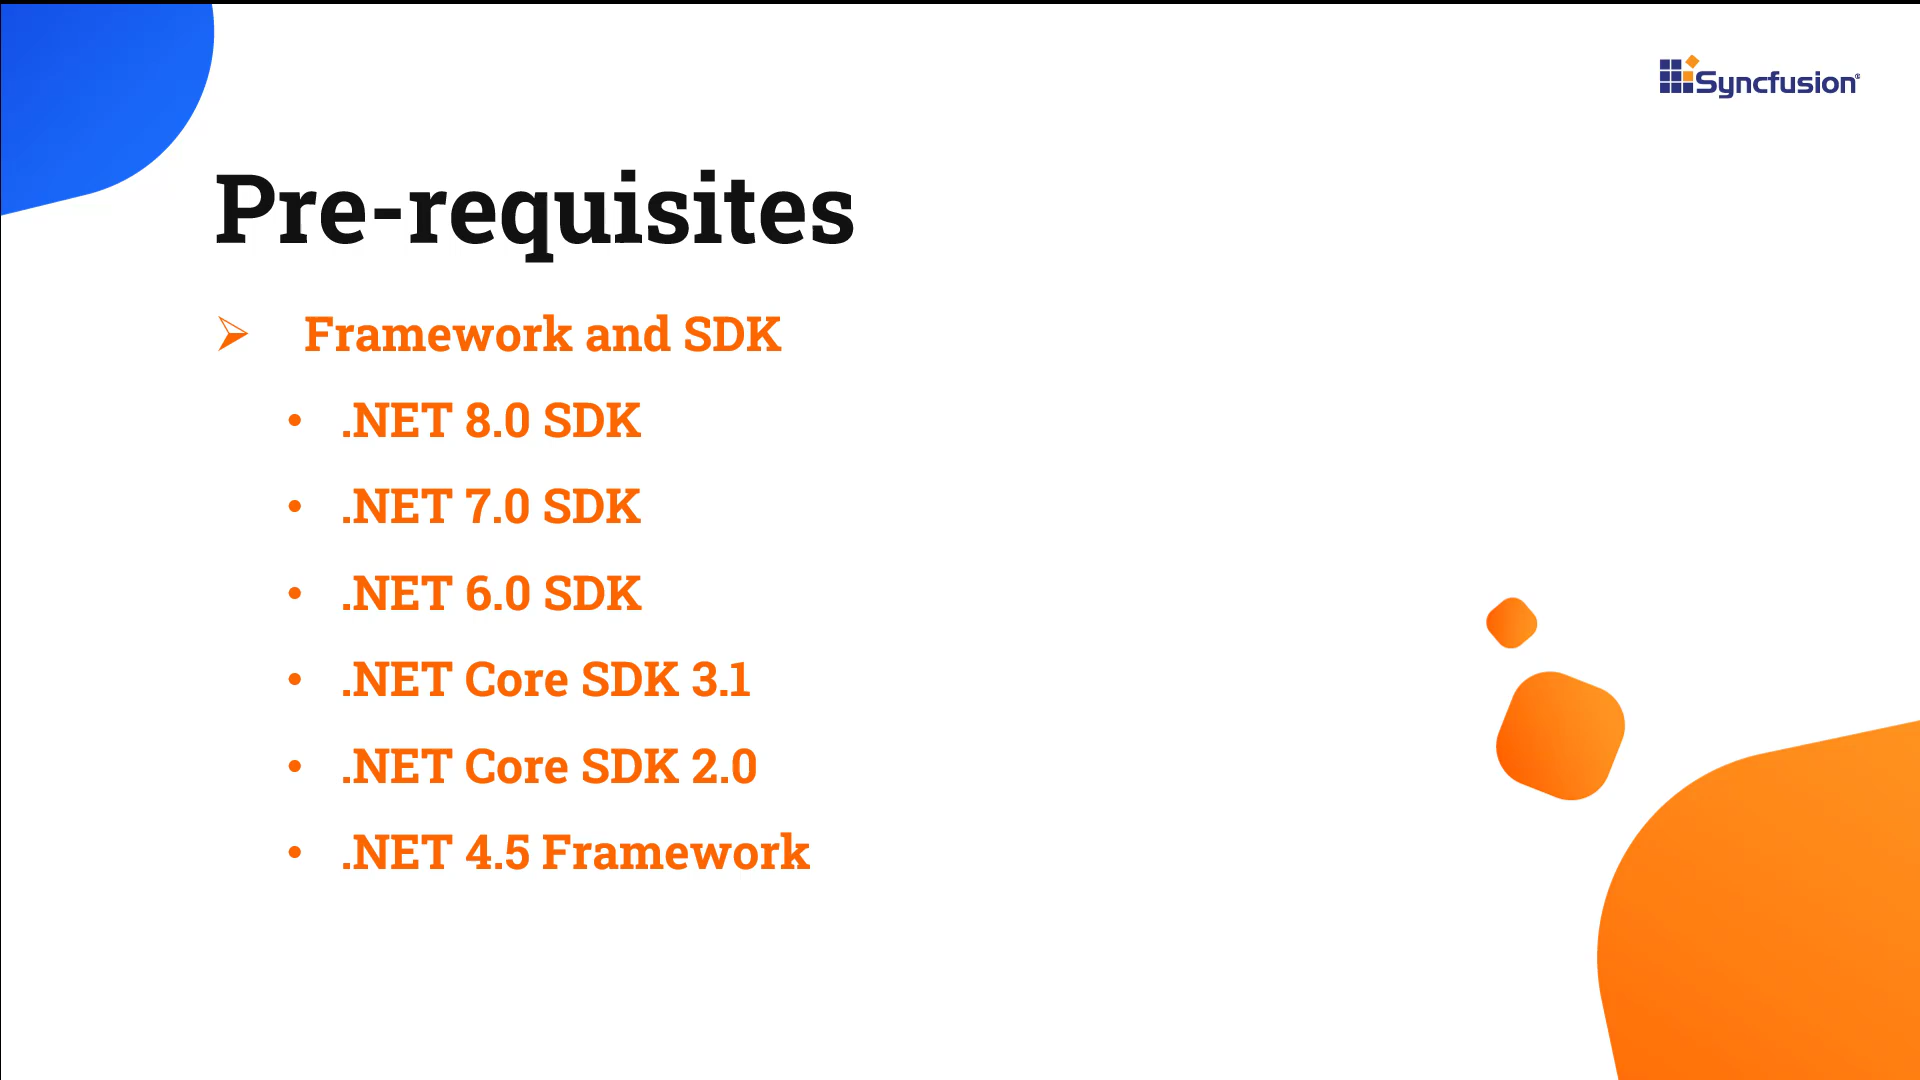 Syncfusion®
Pre-requisites
➢ Framework and SDK
• .NET 8.0 SDK
• .NET 7.0 SDK
• .NET 6.0 SDK
• .NET Core SDK 3.1
• .NET Core SDK 2.0
• .NET 4.5 Framework